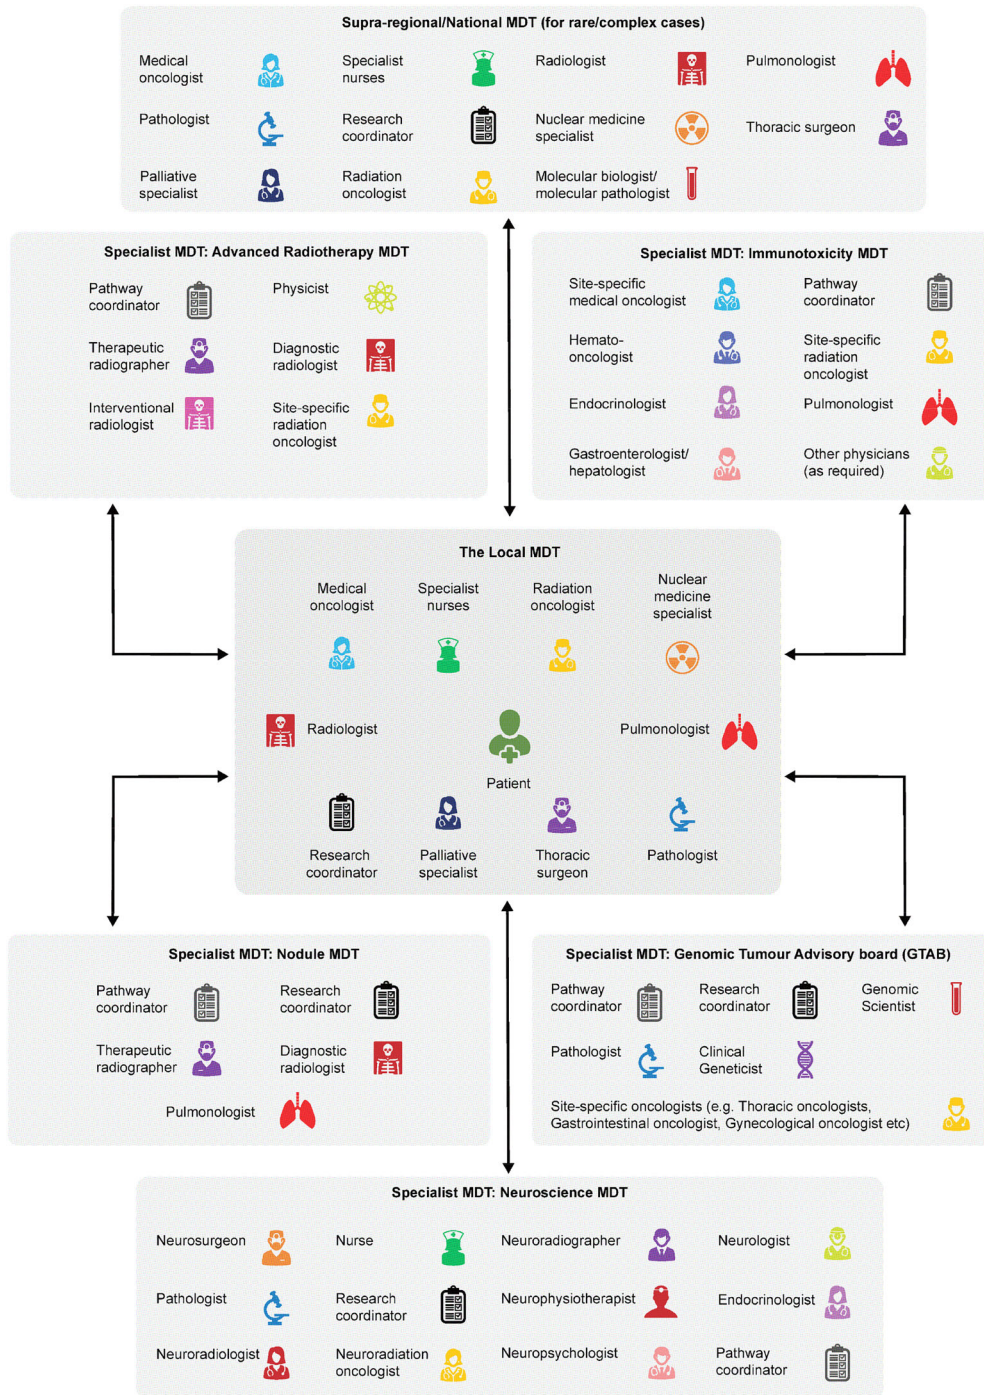 Supra-regional/National MDT (for rare/complex cases)
Medical
oncologist
Specialist
nurses
Radiologist
Pulmonologist
Pathologist
Research
coordinator
Nuclear medicine
specialist
Thoracic surgeon
Palliative
specialist
Radiation
oncologist
Molecular biologist/
molecular pathologist
Specialist MDT: Advanced Radiotherapy MDT
Pathway
coordinator
Physicist
Therapeutic
radiographer
Diagnostic
radiologist
Interventional
radiologist
Site-specific
radiation
oncologist
Specialist MDT: Immunotoxicity MDT
Site-specific
medical oncologist
Pathway
coordinator
Hemato-
oncologist
Site-specific
radiation
oncologist
Endocrinologist
Pulmonologist
Gastroenterologist/
hepatologist
Other physicians
(as required)
The Local MDT
Medical
oncologist
Specialist
nurses
Radiation
oncologist
Nuclear
medicine
specialist
Radiologist
Patient
Pulmonologist
Research
coordinator
Palliative
specialist
Thoracic
surgeon
Pathologist
Specialist MDT: Nodule MDT
Pathway
coordinator
Research
coordinator
Therapeutic
radiographer
Diagnostic
radiologist
Pulmonologist
Specialist MDT: Genomic Tumour Advisory board (GTAB)
Pathway
coordinator
Research
coordinator
Genomic
Scientist
Pathologist
Clinical
Geneticist
Site-specific oncologists (e.g. Thoracic oncologists,
Gastrointestinal oncologist, Gynecological oncologist etc)
Specialist MDT: Neuroscience MDT
Neurosurgeon
Nurse
Neuroradiographer
Neurologist
Pathologist
Research
coordinator
Neurophysiotherapist
Endocrinologist
Neuroradiologist
Neuroradiation
oncologist
Neuropsychologist
Pathway
coordinator